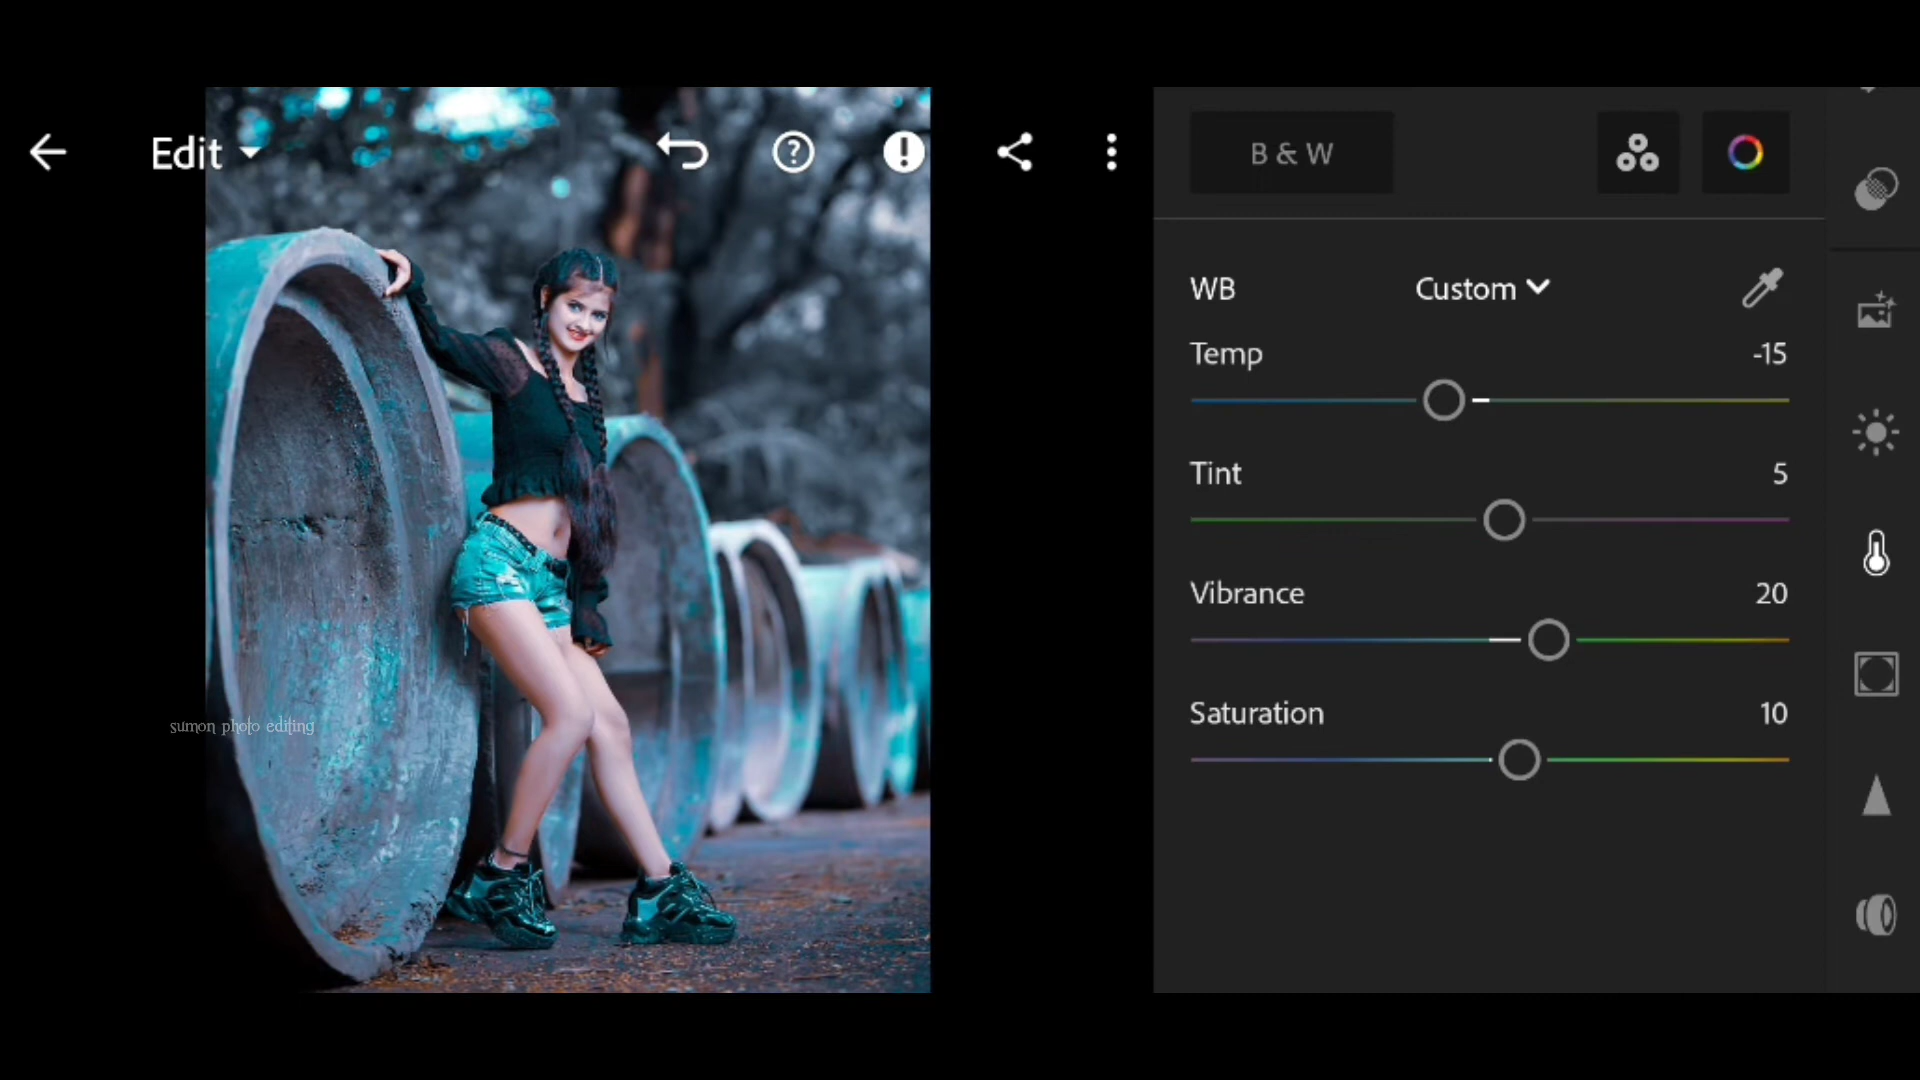 Edit
B & W
WB Custom
Temp -15
Tint 5
Vibrance 20
Saturation 10
sumon photo editing